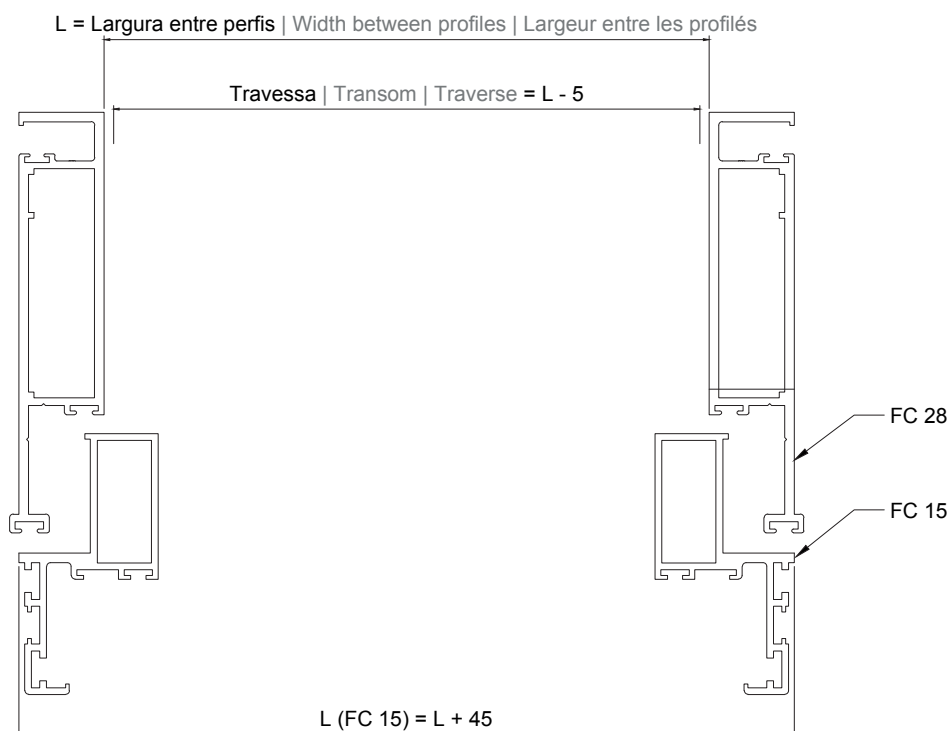 L = Largura entre perfis | Width between profiles | Largeur entre les profilés
Travessa | Transom | Traverse = L - 5
FC 28
FC 15
L (FC 15) = L + 45